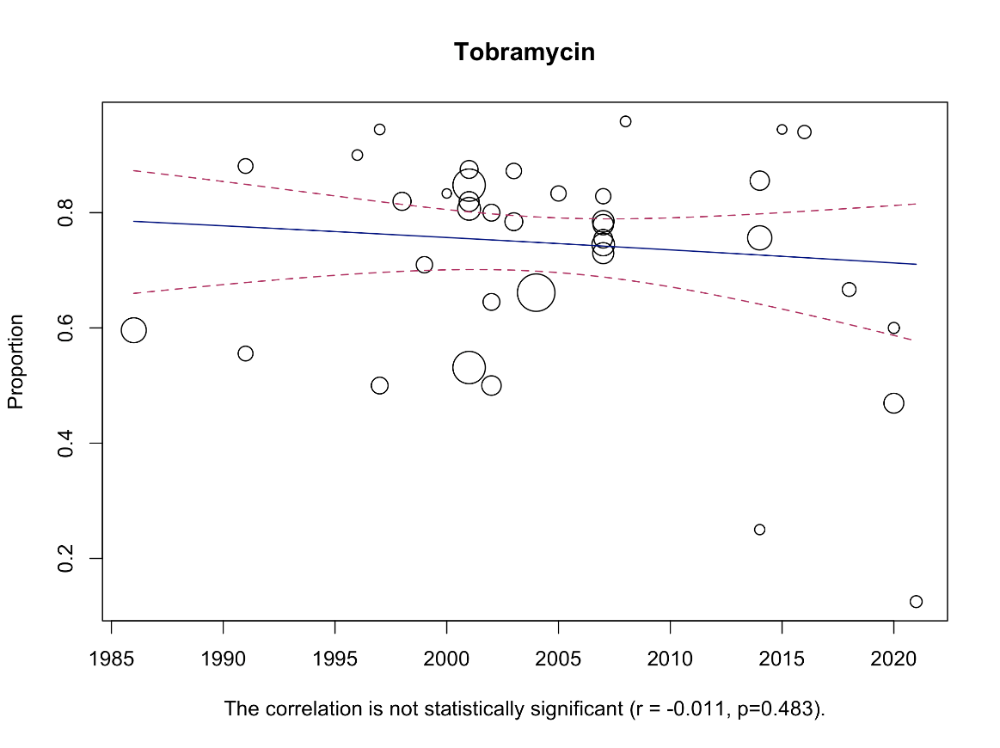 Tobramycin
Proportion
0.8
0.6
0.4
0.2
1985 1990 1995 2000 2005 2010 2015 2020
The correlation is not statistically significant (r = -0.011, p=0.483).